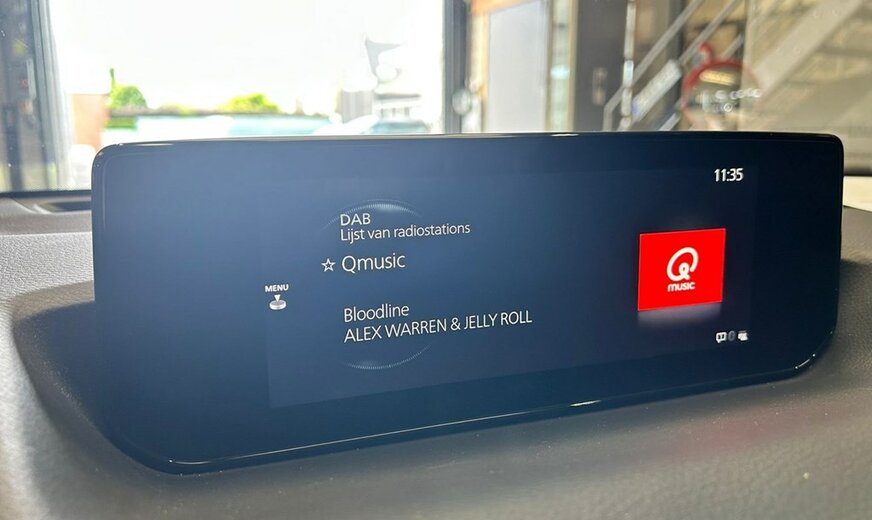 11:35
DAB
Lijst van radiostations
☆ Qmusic
MENU
Bloodline
ALEX WARREN & JELLY ROLL
Q
music